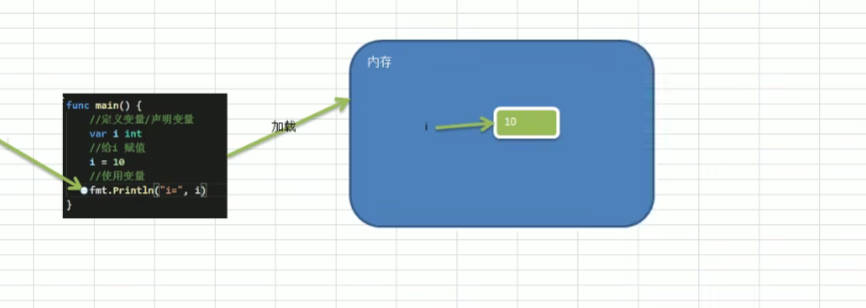 func main() {
//定义变量/声明变量
var i int
//给i 赋值
i = 10
//使用变量
fmt.Println("i=", i)
}
加载
内存
i
10